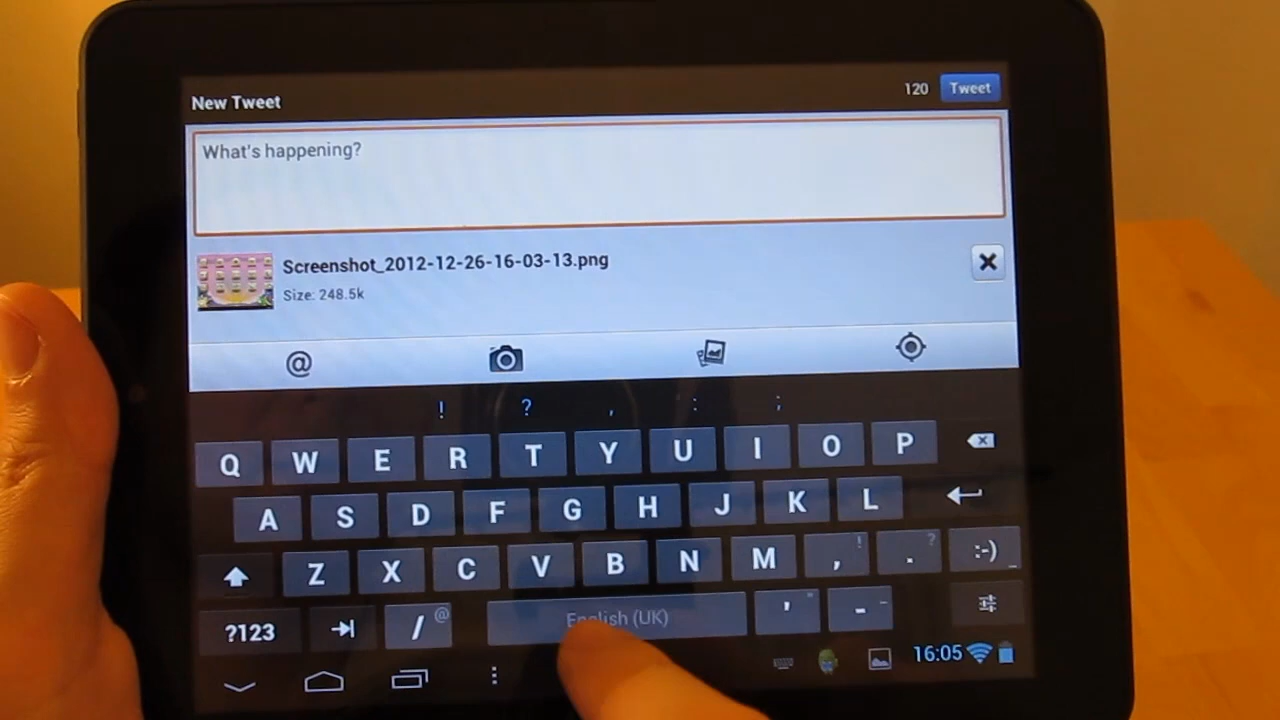 New Tweet
120
Tweet
What's happening?
Screenshot_2012-12-26-16-03-13.png
Size: 248.5k
@
! ? , : ;
Q W E R T Y U I O P
A S D F G H J K L
Z X C V B N M , ! . ? :-)
?123 / @ English (UK) ' " - _
16:05